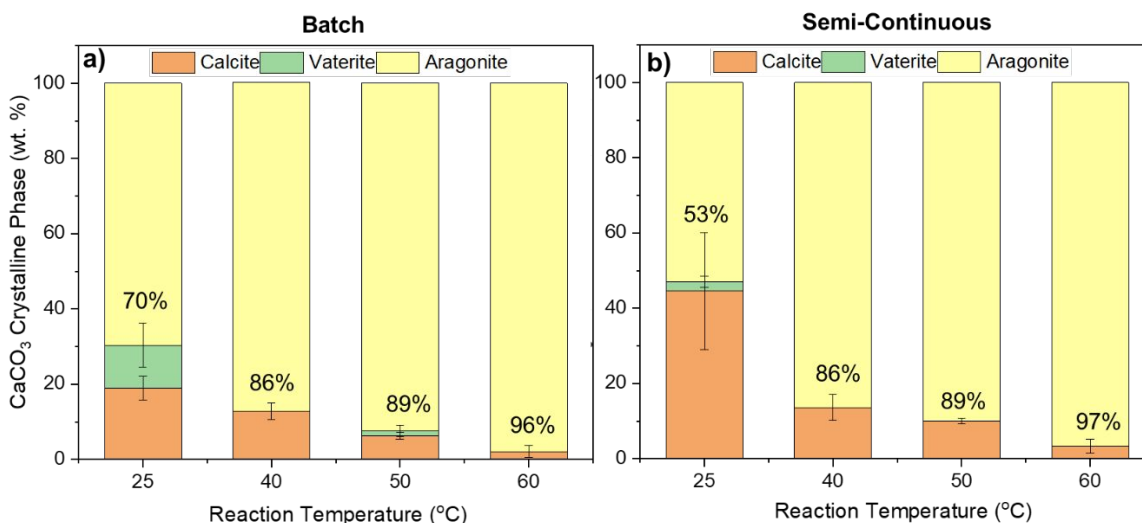 Batch
a)
Calcite Vaterite Aragonite
CaCO₃ Crystalline Phase (wt. %)
100
80
60
40
20
0
70%
86%
89%
96%
25 40 50 60
Reaction Temperature (°C)
Semi-Continuous
b)
Calcite Vaterite Aragonite
100
80
60
40
20
0
53%
86%
89%
97%
25 40 50 60
Reaction Temperature (°C)